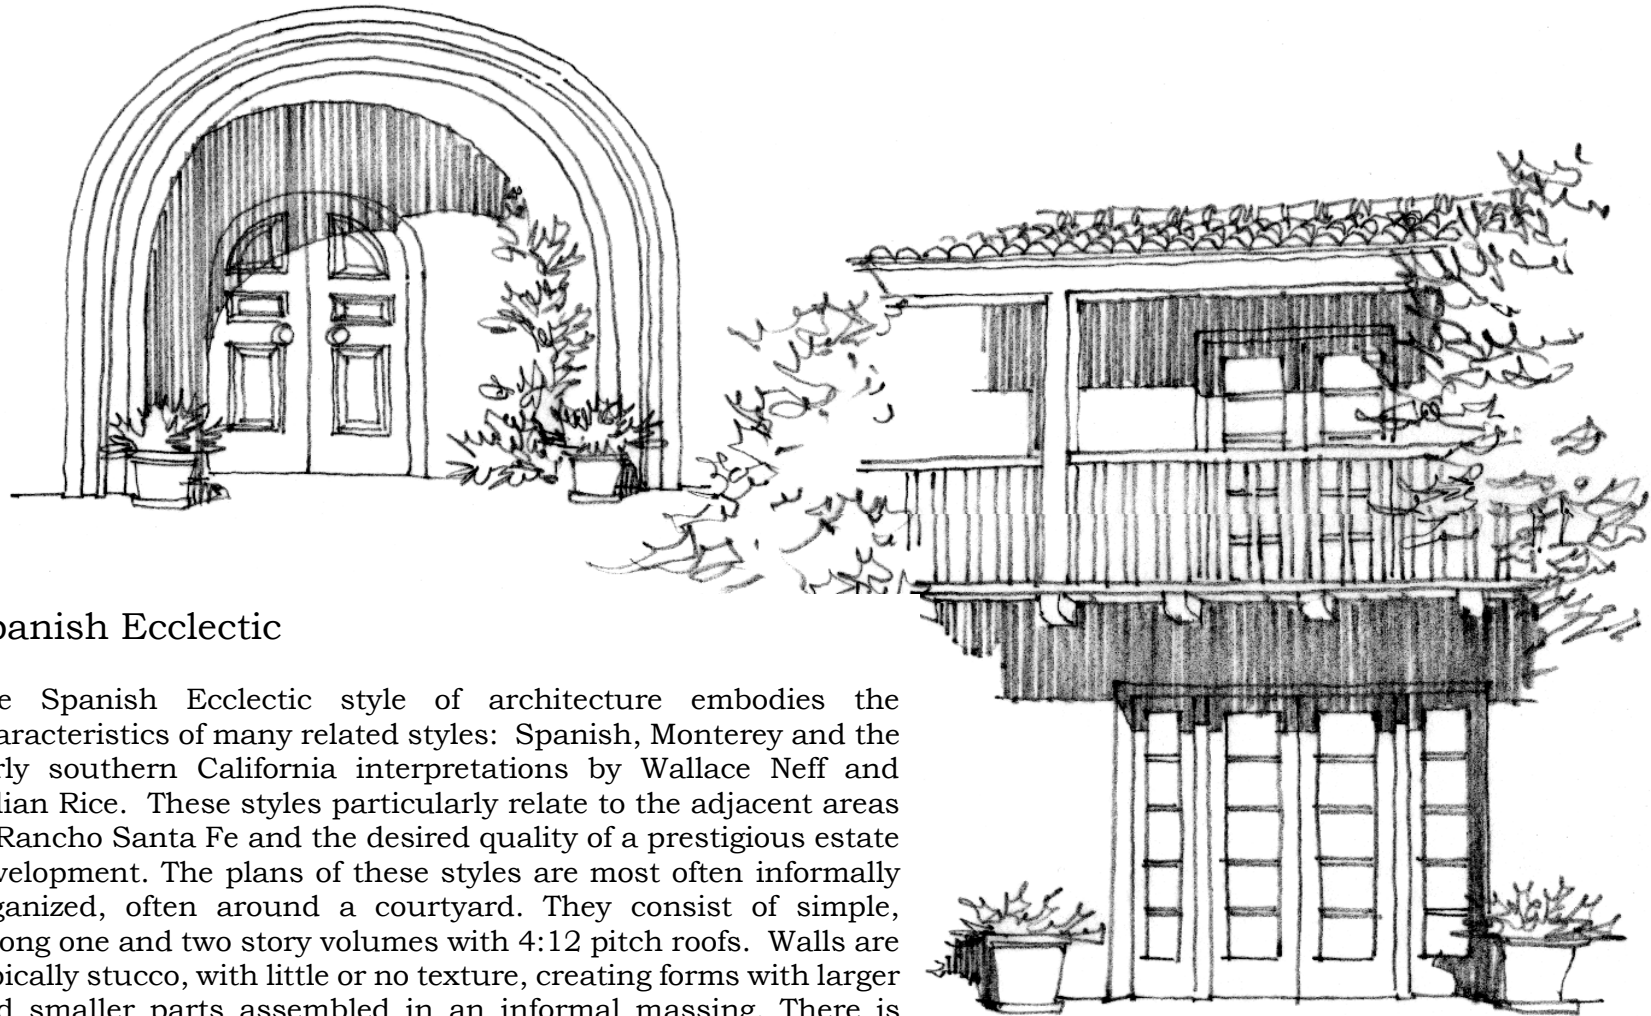 panish Ecclectic
e Spanish Ecclectic style of architecture embodies the
aracteristics of many related styles: Spanish, Monterey and the
rly southern California interpretations by Wallace Neff and
lian Rice. These styles particularly relate to the adjacent areas
Rancho Santa Fe and the desired quality of a prestigious estate
velopment. The plans of these styles are most often informally
ganized, often around a courtyard. They consist of simple,
ong one and two story volumes with 4:12 pitch roofs. Walls are
pically stucco, with little or no texture, creating forms with larger
d smaller parts assembled in an informal massing. There is